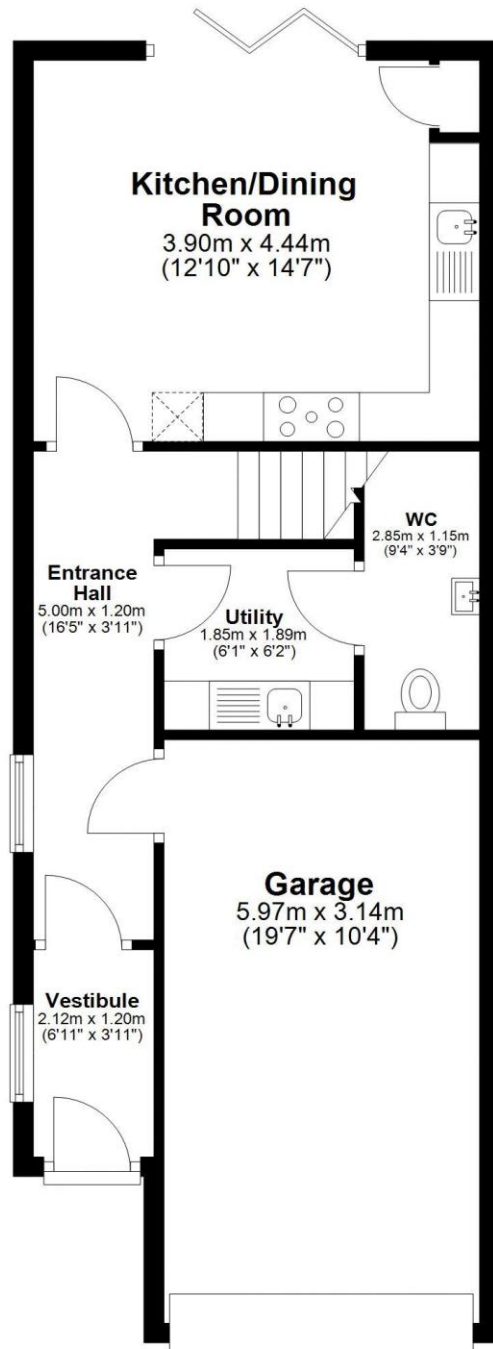 Kitchen/Dining
Room
3.90m x 4.44m
(12'10" x 14'7")
WC
2.85m x 1.15m
(9'4" x 3'9")
Entrance
Hall
5.00m x 1.20m
(16'5" x 3'11")
Utility
1.85m x 1.89m
(6'1" x 6'2")
Garage
5.97m x 3.14m
(19'7" x 10'4")
Vestibule
2.12m x 1.20m
(6'11" x 3'11")